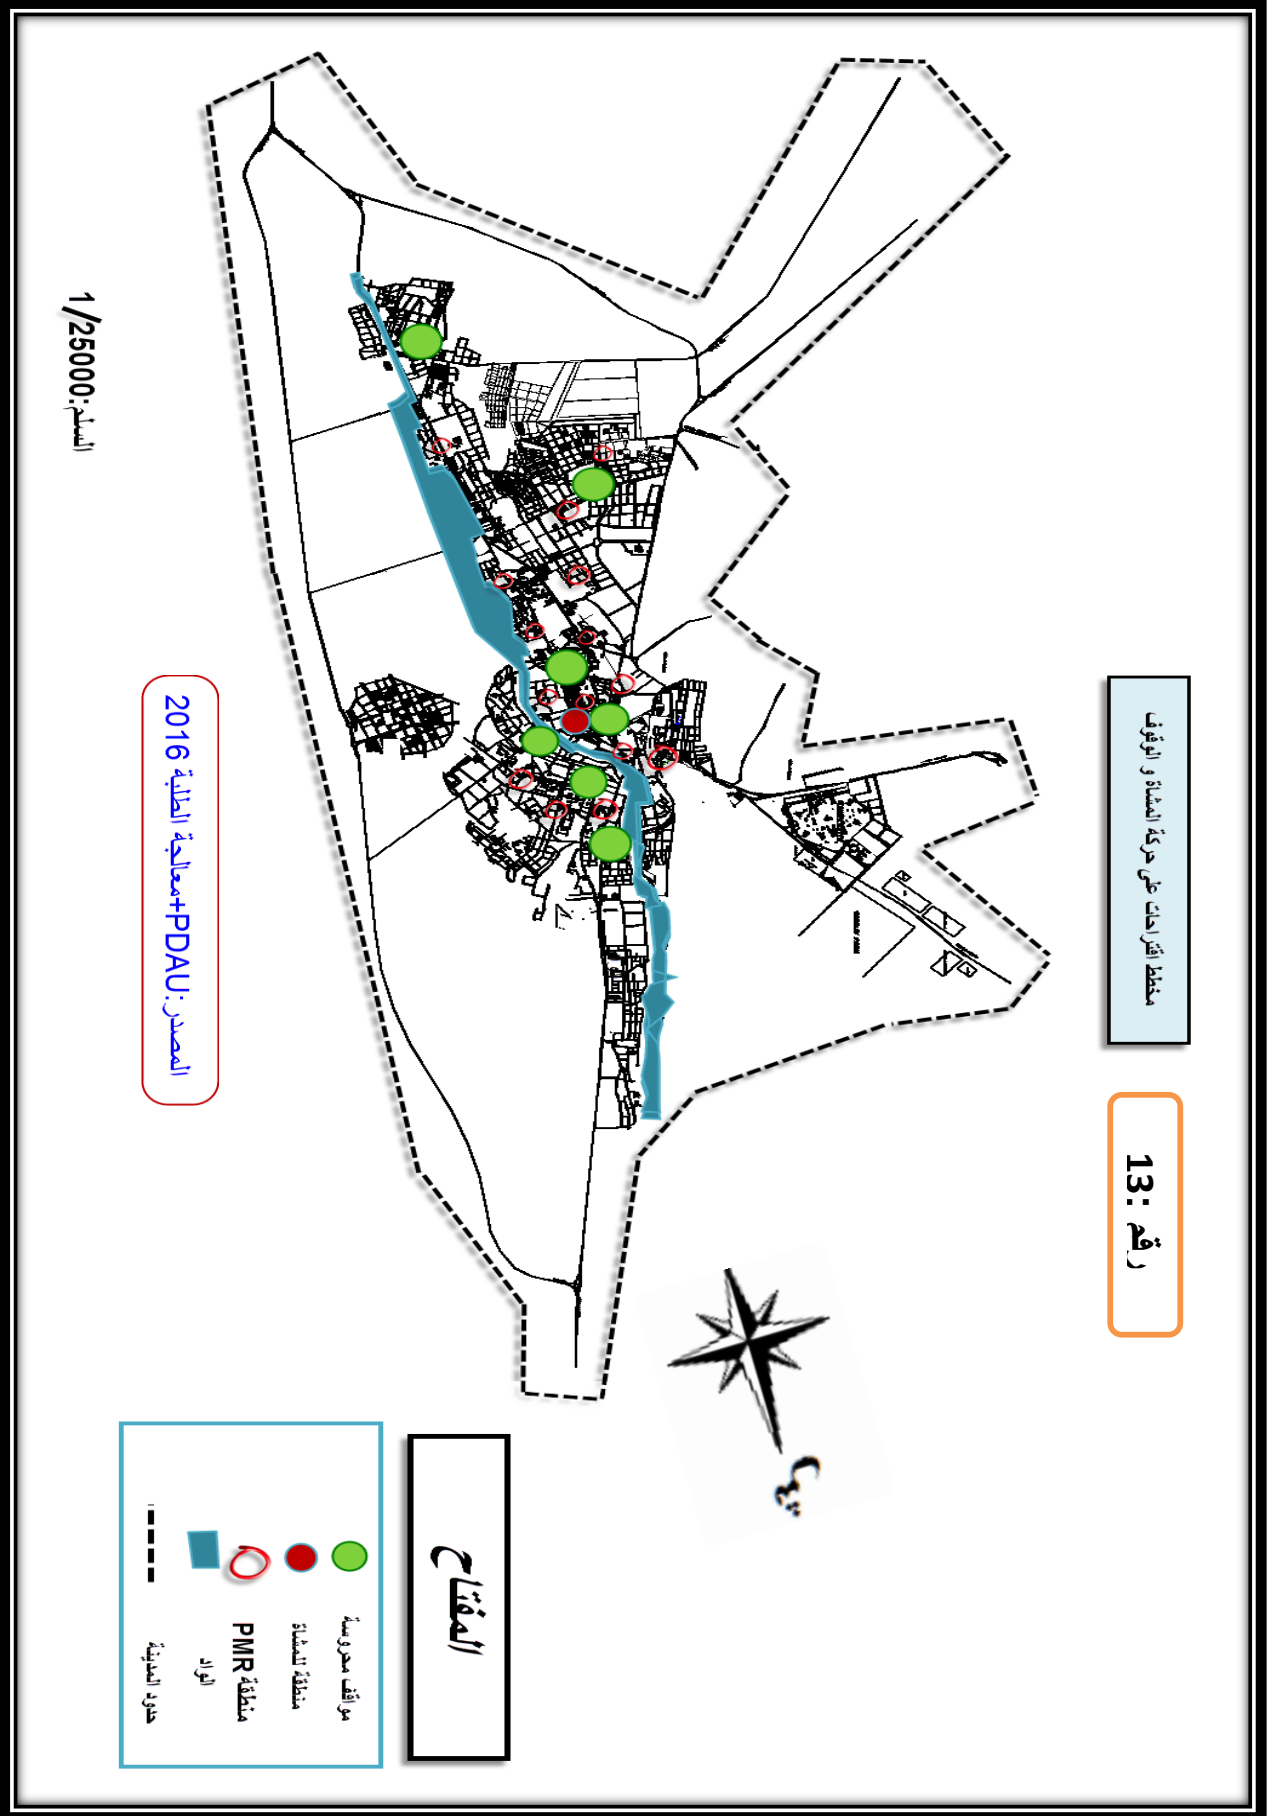 مخطط اقتراحات على حركة المشاة و الوقوف
رقم :13
ش
المفتاح
مواقف محروسة
منطقة للمشاة
منطقة PMR
الواد
حدود المدينة
المصدر:PDAU+معالجة الطلبة 2016
السلم:1/25000